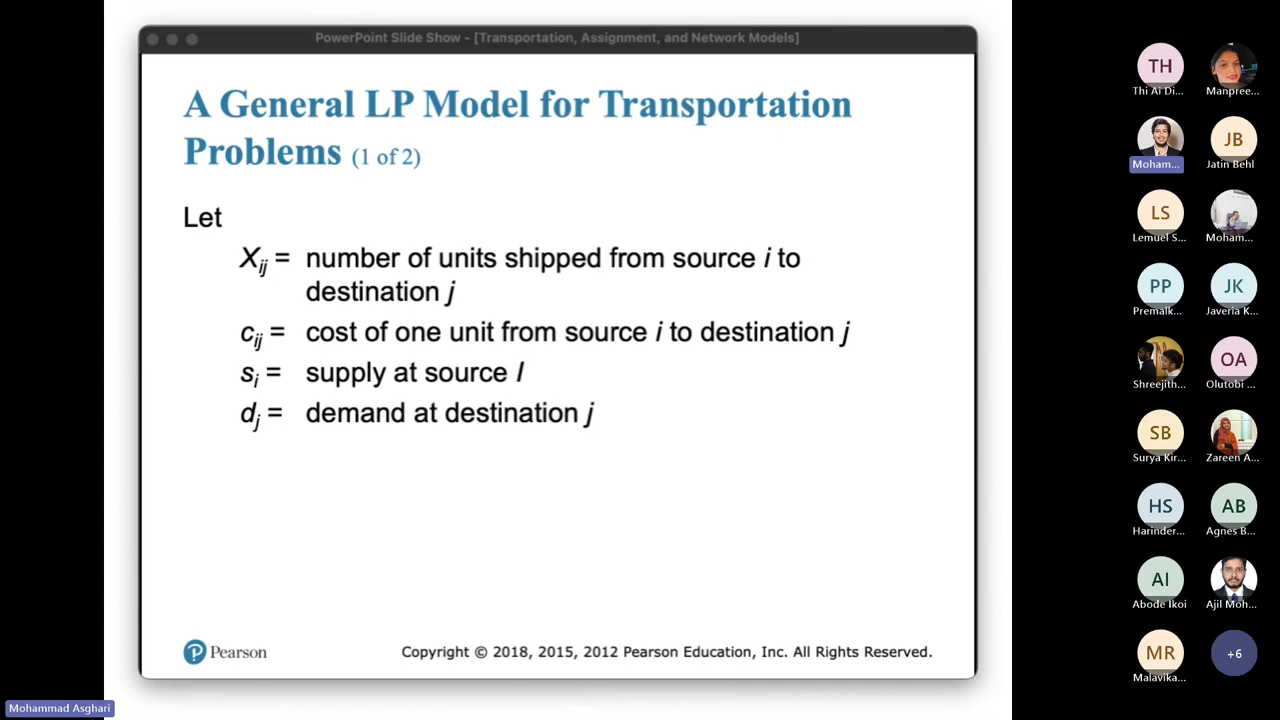 PowerPoint Slide Show - [Transportation, Assignment, and Network Models]
A General LP Model for Transportation
Problems (1 of 2)
Let
Xij = number of units shipped from source i to
destination j
cij = cost of one unit from source i to destination j
si = supply at source I
dj = demand at destination j
Pearson
Copyright © 2018, 2015, 2012 Pearson Education, Inc. All Rights Reserved.
Mohammad Asghari
TH
Thi Ai Di...
Manpree...
Moham...
JB
Jatin Behl
LS
Lemuel S...
Moham...
PP
Premalk...
JK
Javeria K...
Shreejith...
OA
Olutobi ...
SB
Surya Kir...
Zareen A...
HS
Harinder...
AB
Agnes B...
AI
Abode Ikoi
Ajil Moh...
MR
Malavika...
+6